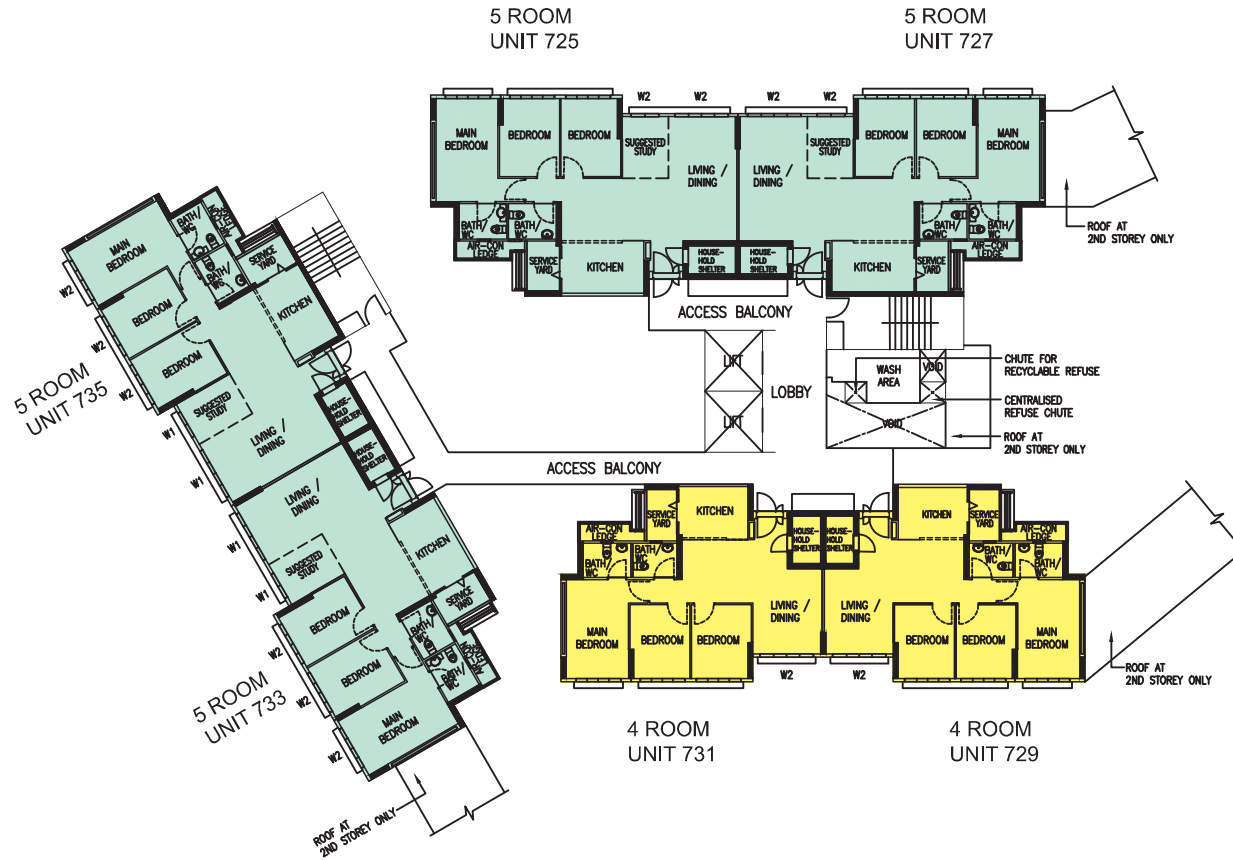 5 ROOM
UNIT 725
5 ROOM
UNIT 727
W2
W2
W2
W2
MAIN
BEDROOM
BEDROOM
BEDROOM
SUGGESTED
STUDY
LIVING /
DINING
LIVING /
DINING
SUGGESTED
STUDY
BEDROOM
BEDROOM
MAIN
BEDROOM
BATH/
WC
BATH/
WC
AIR-CON
LEDGE
SERVICE
YARD
KITCHEN
HOUSE-
HOLD
SHELTER
HOUSE-
HOLD
SHELTER
KITCHEN
SERVICE
YARD
BATH/
WC
BATH/
WC
AIR-CON
LEDGE
ROOF AT
2ND STOREY ONLY
ACCESS BALCONY
LIFT
LIFT
LOBBY
WASH
AREA
VOID
VOID
CHUTE FOR
RECYCLABLE REFUSE
CENTRALISED
REFUSE CHUTE
ROOF AT
2ND STOREY ONLY
ACCESS BALCONY
5 ROOM
UNIT 735
MAIN
BEDROOM
BATH/
WC
BATH/
WC
AIR-CON
LEDGE
SERVICE
YARD
KITCHEN
BEDROOM
BEDROOM
SUGGESTED
STUDY
LIVING /
DINING
HOUSE-
HOLD
SHELTER
W2
W2
W2
W1
W1
HOUSE-
HOLD
SHELTER
LIVING /
DINING
SUGGESTED
STUDY
KITCHEN
SERVICE
YARD
BEDROOM
BEDROOM
MAIN
BEDROOM
BATH/
WC
BATH/
WC
AIR-CON
LEDGE
W1
W1
W2
W2
W2
5 ROOM
UNIT 733
ROOF AT
2ND STOREY ONLY
AIR-CON
LEDGE
SERVICE
YARD
KITCHEN
HOUSE-
HOLD
SHELTER
HOUSE-
HOLD
SHELTER
KITCHEN
SERVICE
YARD
AIR-CON
LEDGE
BATH/
WC
BATH/
WC
BATH/
WC
BATH/
WC
MAIN
BEDROOM
BEDROOM
BEDROOM
LIVING /
DINING
LIVING /
DINING
BEDROOM
BEDROOM
MAIN
BEDROOM
W2
W2
ROOF AT
2ND STOREY ONLY
4 ROOM
UNIT 731
4 ROOM
UNIT 729